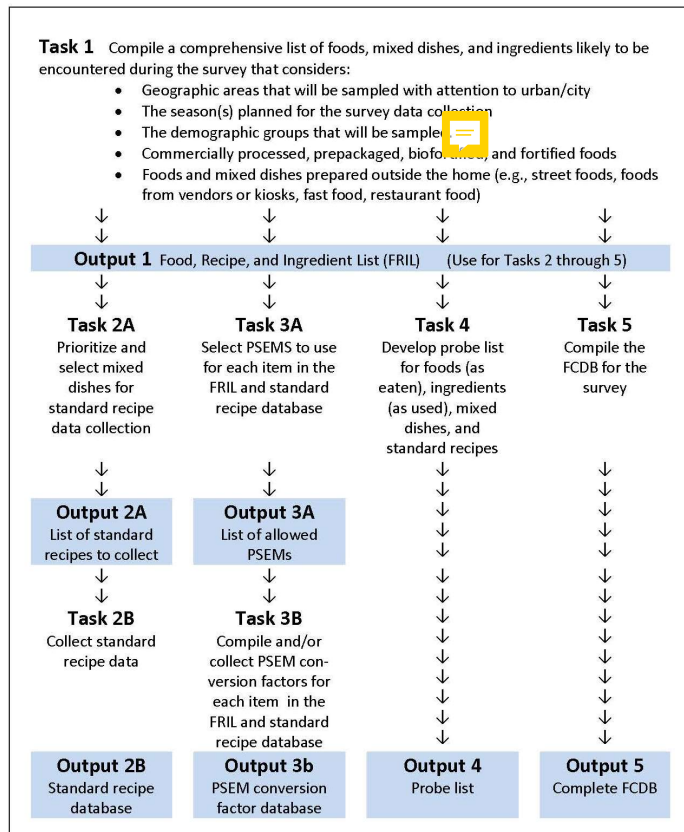 Task 1 Compile a comprehensive list of foods, mixed dishes, and ingredients likely to be
encountered during the survey that considers:
• Geographic areas that will be sampled with attention to urban/city
• The season(s) planned for the survey data collection
• The demographic groups that will be sampled
• Commercially processed, prepackaged, and fortified foods
• Foods and mixed dishes prepared outside the home (e.g., street foods, foods
from vendors or kiosks, fast food, restaurant food)
Output 1 Food, Recipe, and Ingredient List (FRIL) (Use for Tasks 2 through 5)
Task 2A
Prioritize and
select mixed
dishes for
standard recipe
data collection
Task 3A
Select PSEMS to use
for each item in the
FRIL and standard
recipe database
Task 4
Develop probe list
for foods (as
eaten), ingredients
(as used), mixed
dishes, and
standard recipes
Task 5
Compile the
FCDB for the
survey
Output 2A
List of standard
recipes to collect
Output 3A
List of allowed
PSEMs
Task 2B
Collect standard
recipe data
Task 3B
Compile and/or
collect PSEM con-
version factors for
each item in the
FRIL and standard
recipe database
Output 2B
Standard recipe
database
Output 3b
PSEM conversion
factor database
Output 4
Probe list
Output 5
Complete FCDB